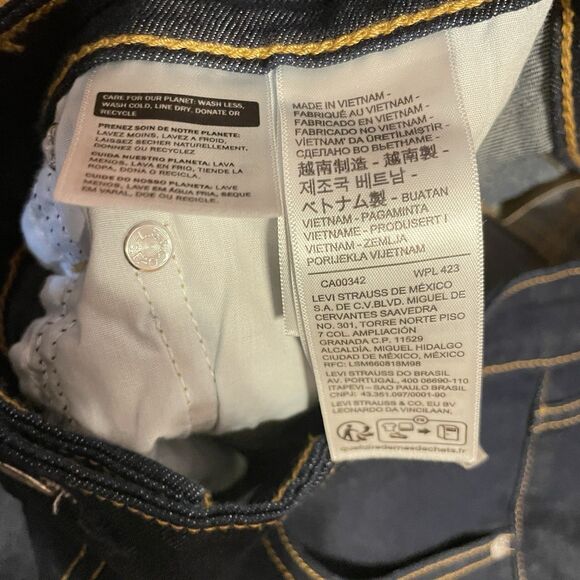 CARE FOR OUR PLANET: WASH LESS,
WASH COLD, LINE DRY, DONATE OR
RECYCLE
PRENEZ SOIN DE NOTRE PLANETE:
LAVEZ MOINS, LAVEZ A FROID,
LAISSEZ SECHER NATURELLEMENT,
DONNEZ OU RECYCLEZ
CUIDA NUESTRO PLANETA: LAVA
MENOS, LAVA EN FRIO, TIENDE LA
ROPA, DONA O RECICLA.
CUIDE DO NOSSO PLANETA: LAVE
MENOS, LAVE EM ÁGUA FRIA, SEQUE
EM VARAL, DOE OU RECICLE.
MADE IN VIETNAM -
FABRIQUÉ AU VIETNAM -
FABRICADO EN VIETNAM -
FABRICADO NO VIETNAM -
VIETNAM DA ÜRETILMIŞTIR -
СДЕЛАНО ВО ВЬЕТНАМЕ -
越南制造 - 越南製 -
제조국 베트남 -
ベトナム製 - BUATAN
VIETNAM - PAGAMINTA
VIETNAME - PRODUSERT I
VIETNAM - ZEMLJA
PORIJEKLA VIJETNAM
CA00342 WPL 423
LEVI STRAUSS DE MÉXICO
S.A. DE C.V.BLVD. MIGUEL DE
CERVANTES SAAVEDRA
NO. 301, TORRE NORTE PISO
7 COL. AMPLIACIÓN
GRANADA C.P. 11529
ALCALDÍA, MIGUEL HIDALGO
CIUDAD DE MÉXICO, MÉXICO
RFC: LSM660818M98
LEVI STRAUSS DO BRASIL
AV. PORTUGAL, 400 06690-110
ITAPEVI - SAO PAULO BRASIL
CNPJ: 43.351.097/0001-90
LEVI STRAUSS & CO. EU BV
LEONARDO DA VINCILAAN,
FR
quefairedemesdechets.fr